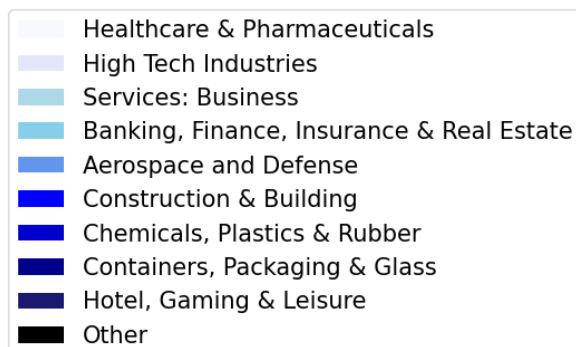 Healthcare & Pharmaceuticals
High Tech Industries
Services: Business
Banking, Finance, Insurance & Real Estate
Aerospace and Defense
Construction & Building
Chemicals, Plastics & Rubber
Containers, Packaging & Glass
Hotel, Gaming & Leisure
Other